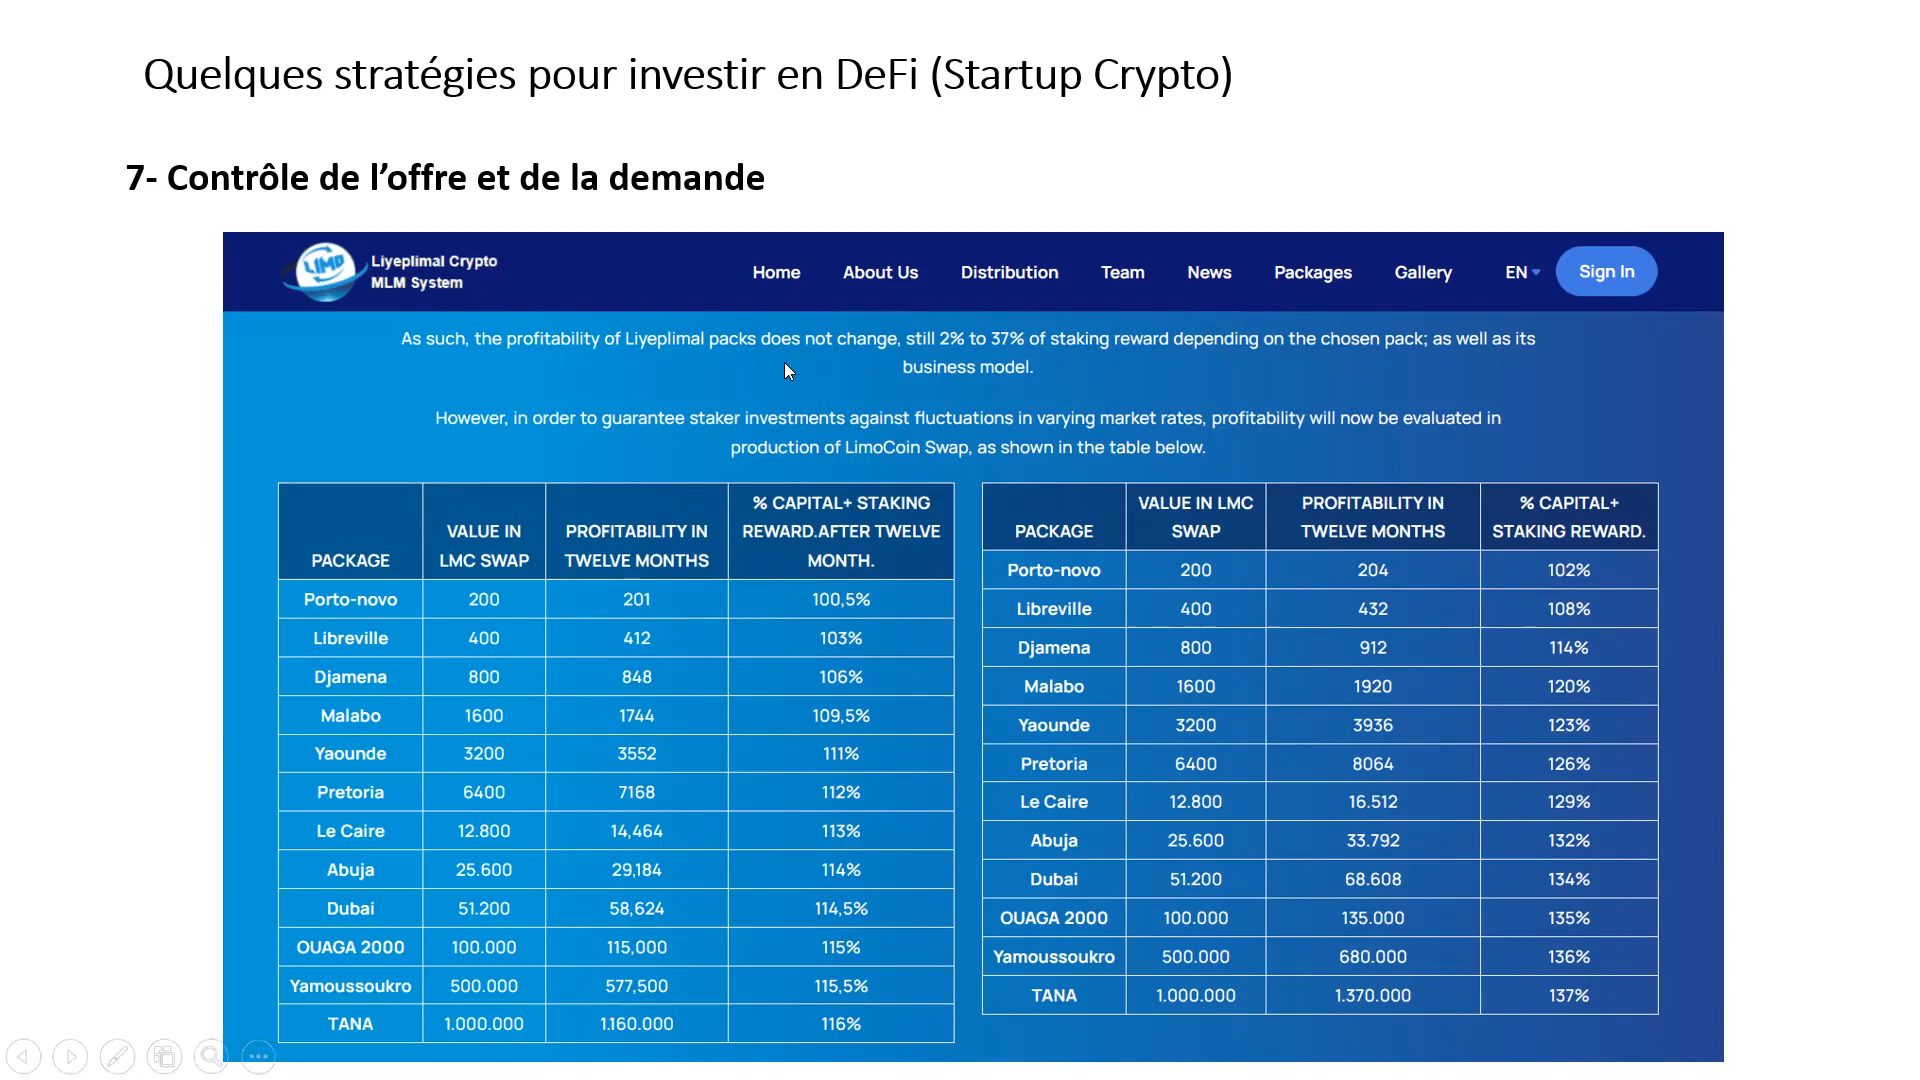 Quelques stratégies pour investir en DeFi (Startup Crypto)
7- Contrôle de l’offre et de la demande
LIMO
Liyeplimal Crypto
MLM System
Home About Us Distribution Team News Packages Gallery EN Sign In
As such, the profitability of Liyeplimal packs does not change, still 2% to 37% of staking reward depending on the chosen pack; as well as its
business model.
However, in order to guarantee staker investments against fluctuations in varying market rates, profitability will now be evaluated in
production of LimoCoin Swap, as shown in the table below.
PACKAGE VALUE IN LMC SWAP PROFITABILITY IN TWELVE MONTHS % CAPITAL+ STAKING REWARD.AFTER TWELVE MONTH.
Porto-novo 200 201 100,5%
Libreville 400 412 103%
Djamena 800 848 106%
Malabo 1600 1744 109,5%
Yaounde 3200 3552 111%
Pretoria 6400 7168 112%
Le Caire 12.800 14,464 113%
Abuja 25.600 29,184 114%
Dubai 51.200 58,624 114,5%
OUAGA 2000 100.000 115,000 115%
Yamoussoukro 500.000 577,500 115,5%
TANA 1.000.000 1.160.000 116%
PACKAGE VALUE IN LMC SWAP PROFITABILITY IN TWELVE MONTHS % CAPITAL+ STAKING REWARD.
Porto-novo 200 204 102%
Libreville 400 432 108%
Djamena 800 912 114%
Malabo 1600 1920 120%
Yaounde 3200 3936 123%
Pretoria 6400 8064 126%
Le Caire 12.800 16.512 129%
Abuja 25.600 33.792 132%
Dubai 51.200 68.608 134%
OUAGA 2000 100.000 135.000 135%
Yamoussoukro 500.000 680.000 136%
TANA 1.000.000 1.370.000 137%